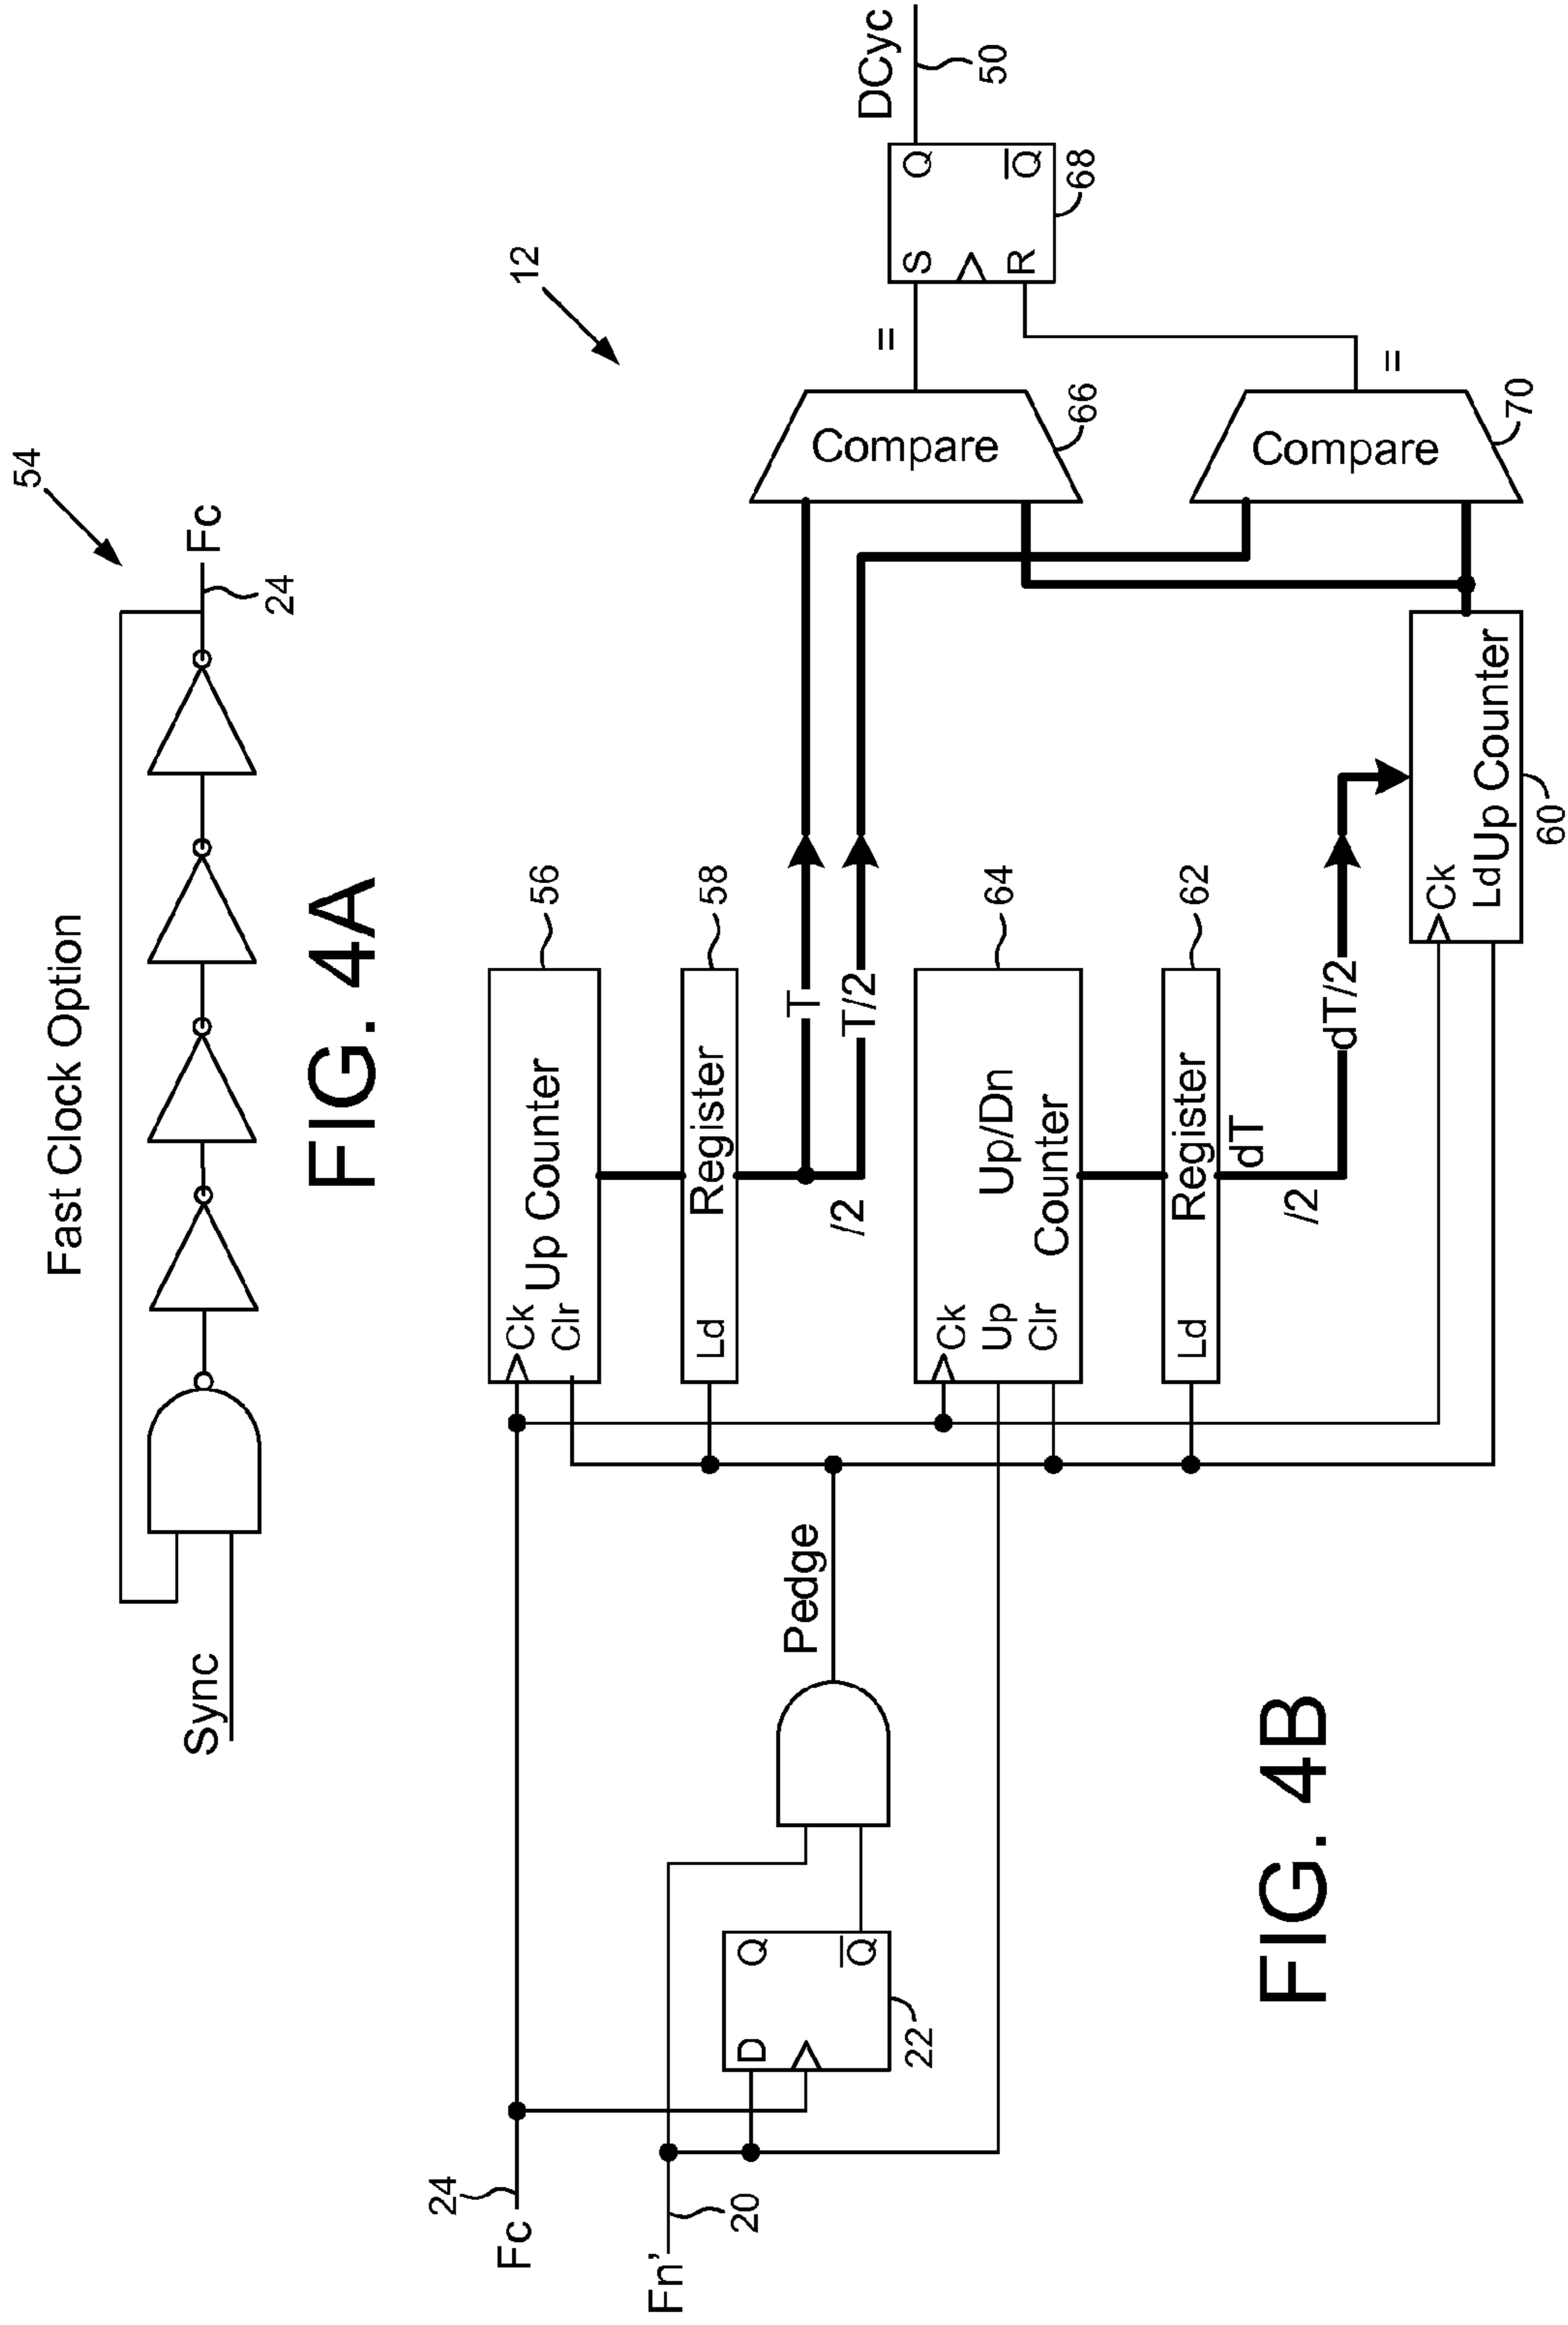 Fast Clock Option
54
Sync
Fc
24
FIG. 4A
12
24
Fc
Ck
Clr
Up Counter
56
Ld
Register
58
T
/2
T/2
Fn'
20
D
Q
Q
22
Pedge
Ck
Up
Clr
Up/Dn
Counter
64
Ld
Register
62
dT
/2
dT/2
Ck
Ld
Up Counter
60
Compare
66
=
Compare
70
=
S
R
Q
Q
68
DCyc
50
FIG. 4B